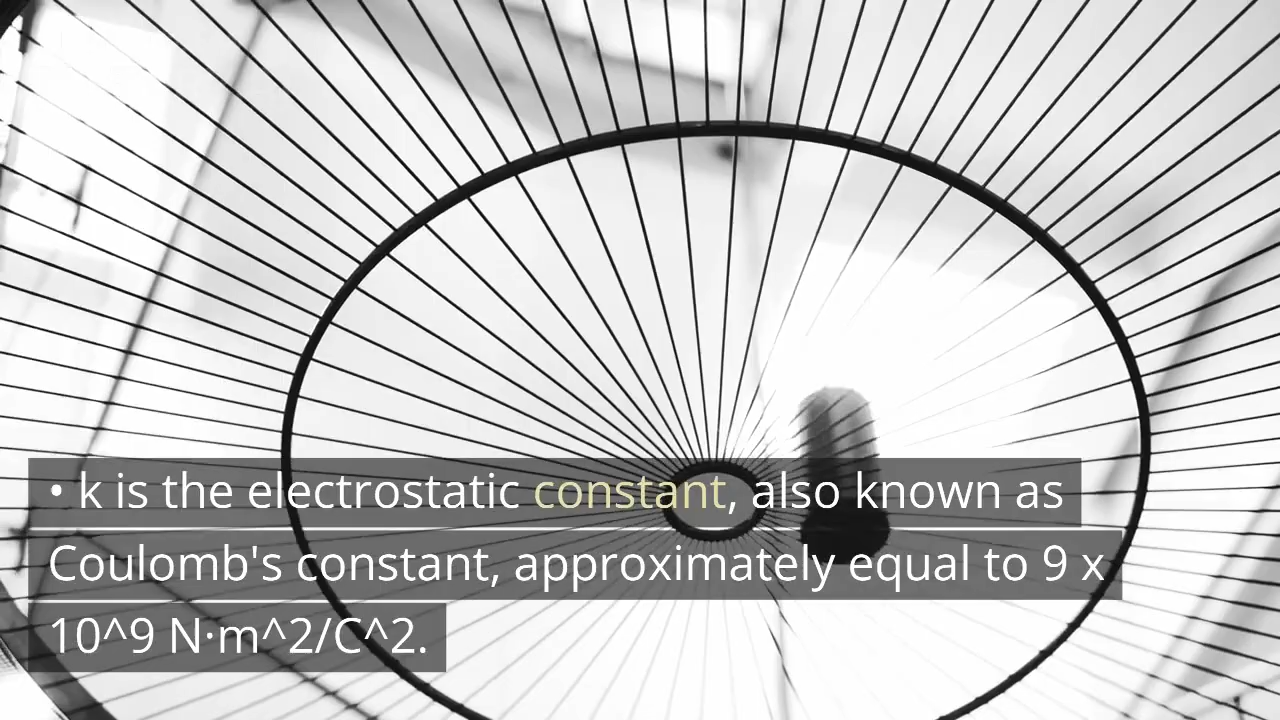 • k is the electrostatic constant, also known as
Coulomb's constant, approximately equal to 9 x
10^9 N·m^2/C^2.